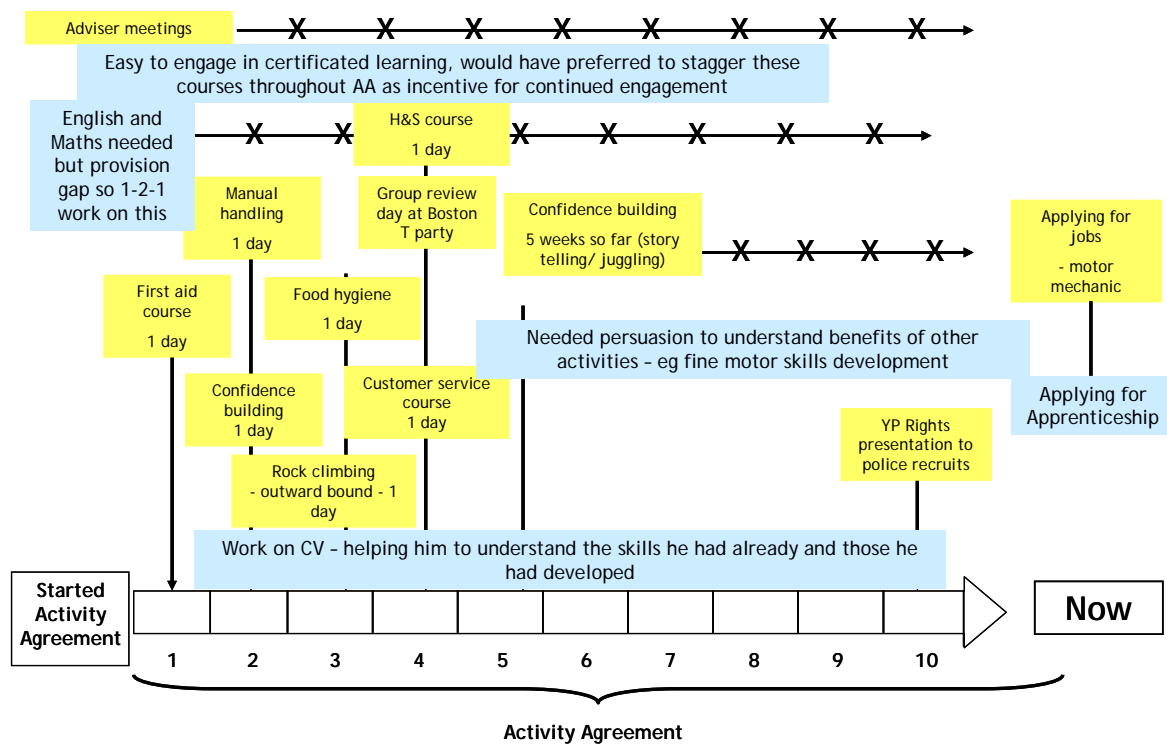 Adviser meetings
X X X X X X X X
Easy to engage in certificated learning, would have preferred to stagger these
courses throughout AA as incentive for continued engagement
English and
Maths needed
but provision
gap so 1-2-1
work on this
X X X X X X X
H&S course
1 day
Manual
handling
1 day
Group review
day at Boston
T party
Confidence building
5 weeks so far (story
telling/ juggling)
X X X X
Applying for
jobs
- motor
mechanic
First aid
course
1 day
Food hygiene
1 day
Needed persuasion to understand benefits of other
activities – eg fine motor skills development
Confidence
building
1 day
Customer service
course
1 day
Applying for
Apprenticeship
YP Rights
presentation to
police recruits
Rock climbing
- outward bound - 1
day
Work on CV – helping him to understand the skills he had already and those he
had developed
Started
Activity
Agreement
Now
1 2 3 4 5 6 7 8 9 10
Activity Agreement